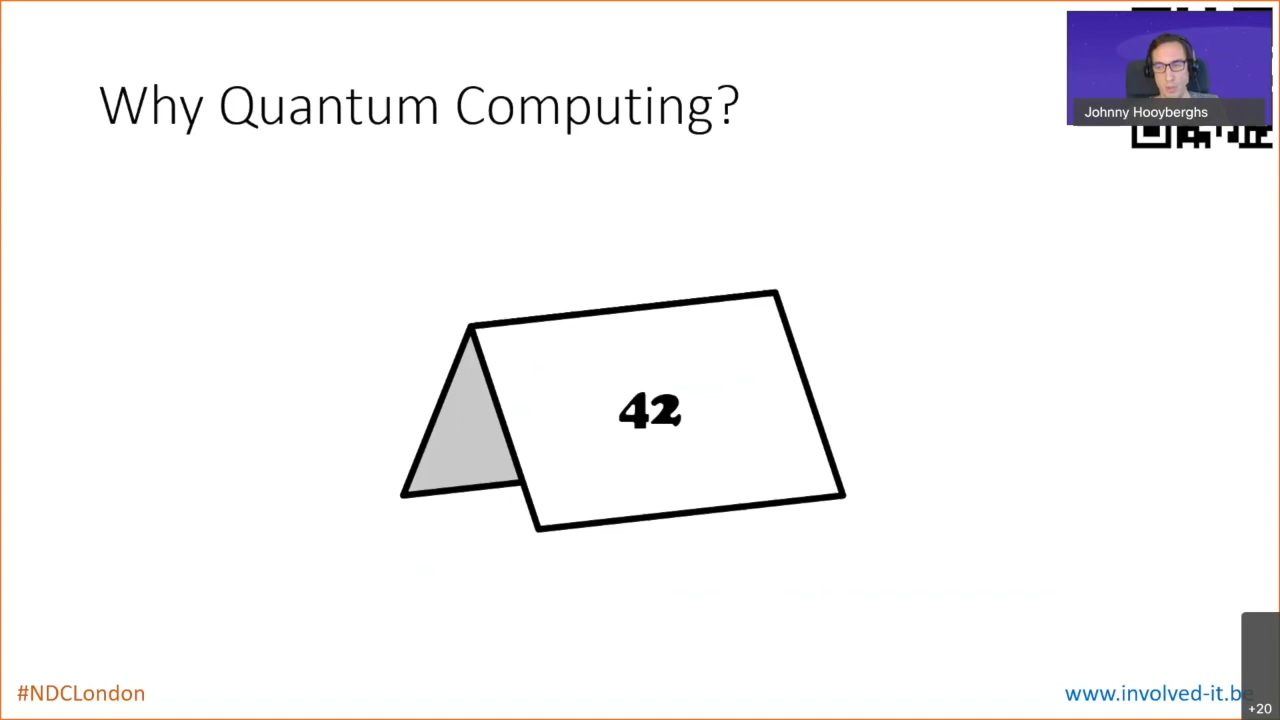 Why Quantum Computing?
Johnny Hooyberghs
42
#NDCLondon
www.involved-it.be
+20